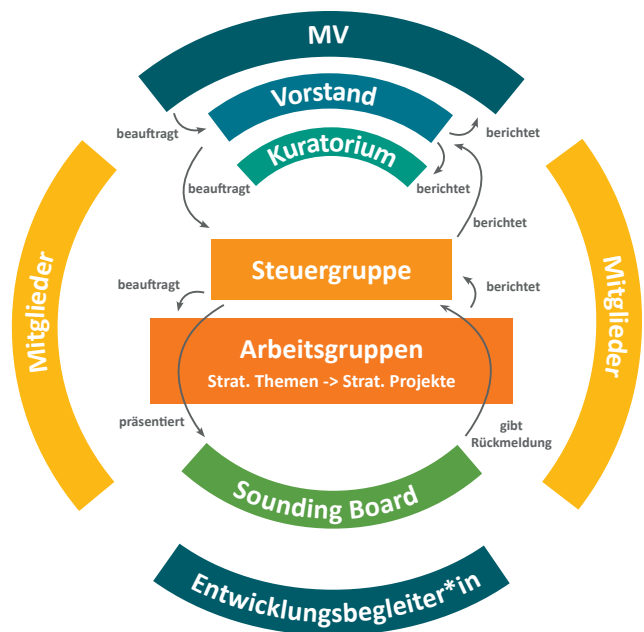 MV
Vorstand
beauftragt
berichtet
Kuratorium
beauftragt
berichtet
berichtet
Mitglieder
Mitglieder
Steuergruppe
beauftragt
berichtet
Arbeitsgruppen
Strat. Themen -> Strat. Projekte
präsentiert
gibt
Rückmeldung
Sounding Board
Entwicklungsbegleiter*in